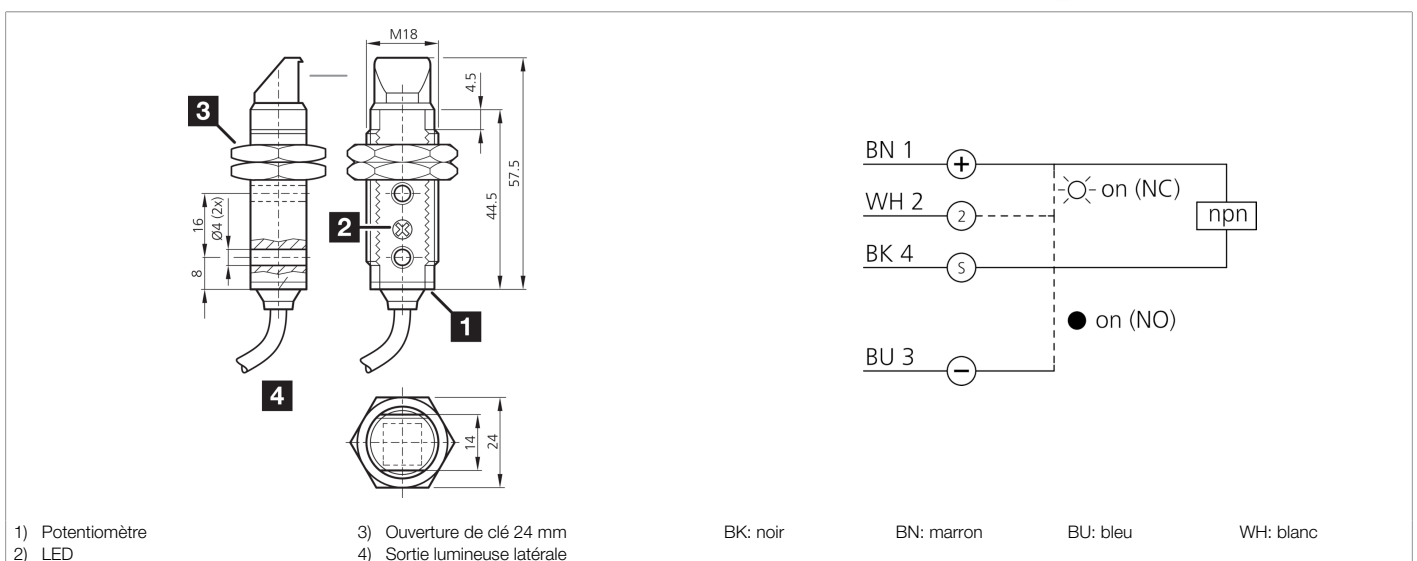 M18
4.5
3
57.5
44.5
16
Ø4 (2x)
8
2
1
4
14
24
BN 1
+
on (NC)
WH 2
2
npn
BK 4
S
on (NO)
BU 3
−
1) Potentiomètre
2) LED
3) Ouverture de clé 24 mm
4) Sortie lumineuse latérale
BK: noir
BN: marron
BU: bleu
WH: blanc